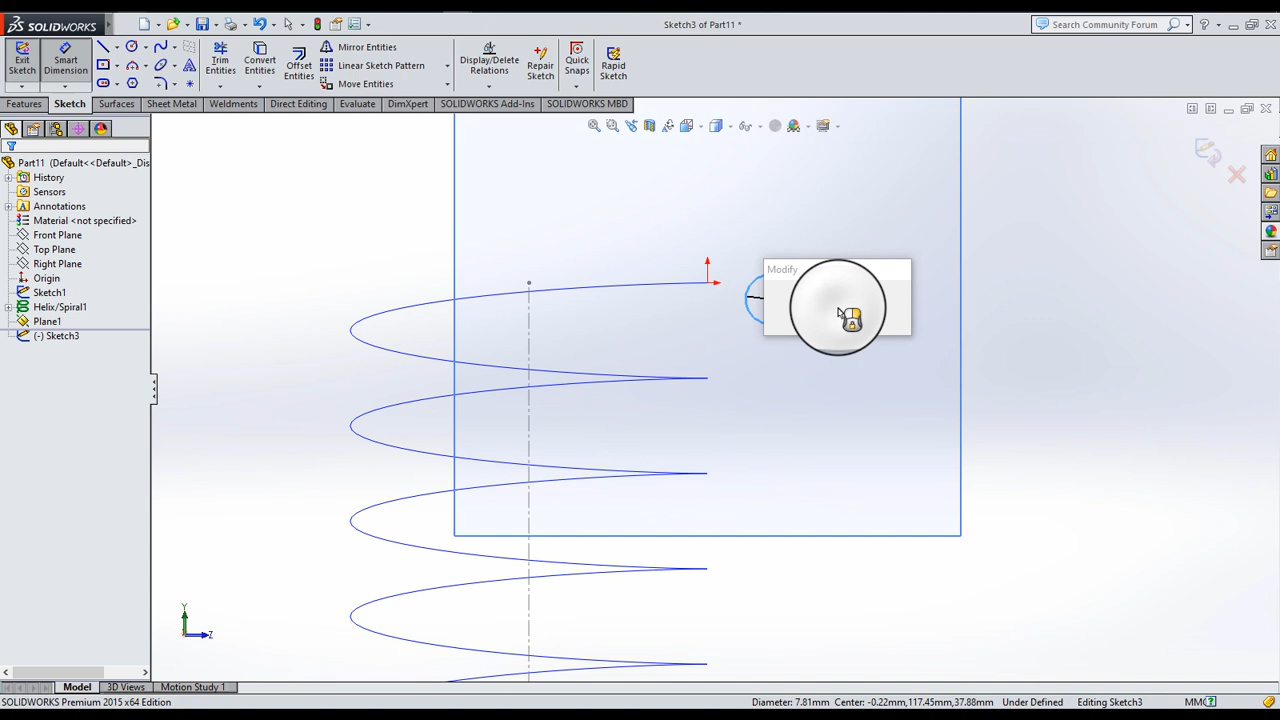 SOLIDWORKS
Sketch3 of Part11 *
Search Community Forum
Exit Sketch
Smart Dimension
Trim Entities
Convert Entities
Offset Entities
Mirror Entities
Linear Sketch Pattern
Move Entities
Display/Delete Relations
Repair Sketch
Quick Snaps
Rapid Sketch
Features
Sketch
Surfaces
Sheet Metal
Weldments
Direct Editing
Evaluate
DimXpert
SOLIDWORKS Add-Ins
SOLIDWORKS MBD
Part11 (Default<<Default>_Dis
History
Sensors
Annotations
Material <not specified>
Front Plane
Top Plane
Right Plane
Origin
Sketch1
Helix/Spiral1
Plane1
(-) Sketch3
Modify
Y
Z
Model
3D Views
Motion Study 1
SOLIDWORKS Premium 2015 x64 Edition
Diameter: 7.81mm
Center: -0.22mm,117.45mm,37.88mm
Under Defined
Editing Sketch3
MM